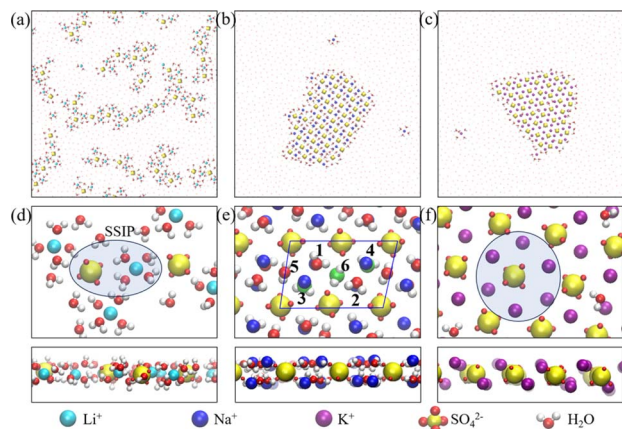 (a) (b) (c)
(d) SSIP (e) (f)
1 4
5 6
3 2
Li⁺ Na⁺ K⁺ SO₄²⁻ H₂O